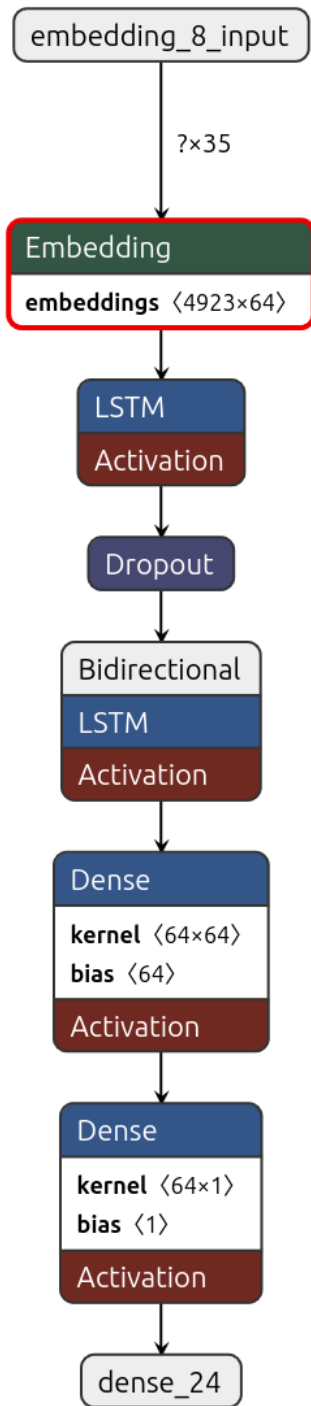 embedding_8_input
?×35
Embedding
embeddings 〈4923×64〉
LSTM
Activation
Dropout
Bidirectional
LSTM
Activation
Dense
kernel 〈64×64〉
bias 〈64〉
Activation
Dense
kernel 〈64×1〉
bias 〈1〉
Activation
dense_24